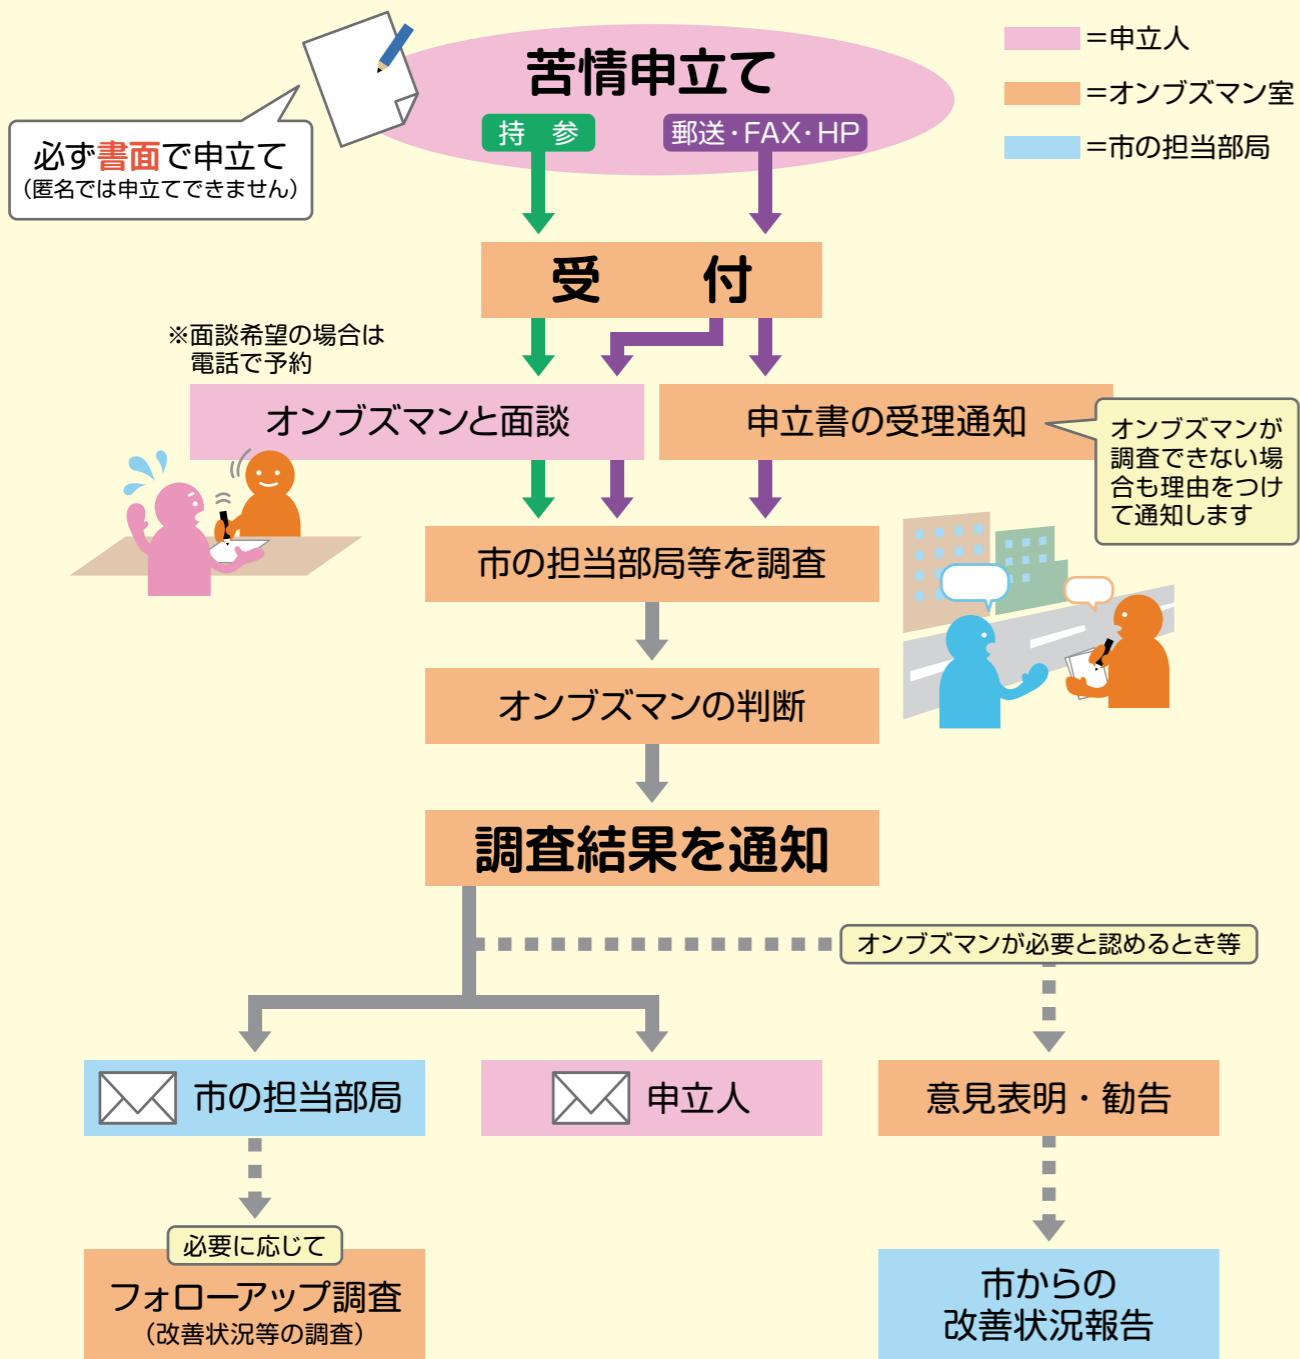 苦情申立て
持 参
郵送・FAX・HP
=申立人
=オンブズマン室
=市の担当部局
必ず書面で申立て
(匿名では申立てできません)
受 付
※面談希望の場合は
電話で予約
オンブズマンと面談
申立書の受理通知
オンブズマンが
調査できない場
合も理由をつけ
て通知します
市の担当部局等を調査
オンブズマンの判断
調査結果を通知
オンブズマンが必要と認めるとき等
市の担当部局
申立人
意見表明・勧告
必要に応じて
フォローアップ調査
(改善状況等の調査)
市からの
改善状況報告